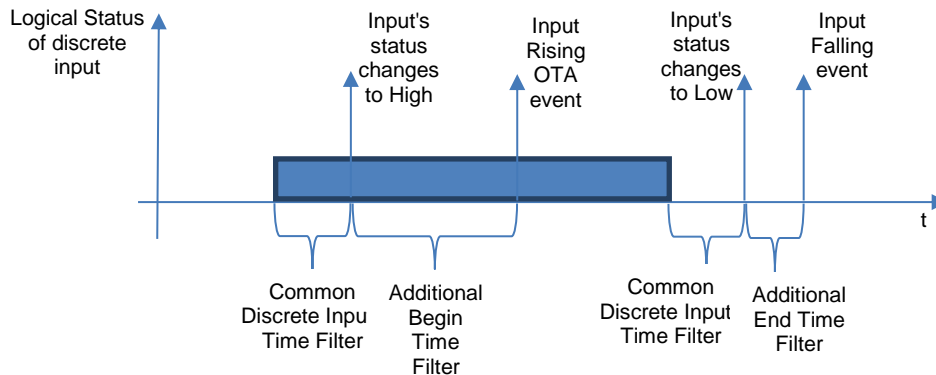 Logical Status
of discrete
input
Input's
status
changes
to High
Input
Rising
OTA
event
Input's
status
changes
to Low
Input
Falling
event
t
Common
Discrete Inpu
Time Filter
Additional
Begin
Time
Filter
Common
Discrete Input
Time Filter
Additional
End Time
Filter